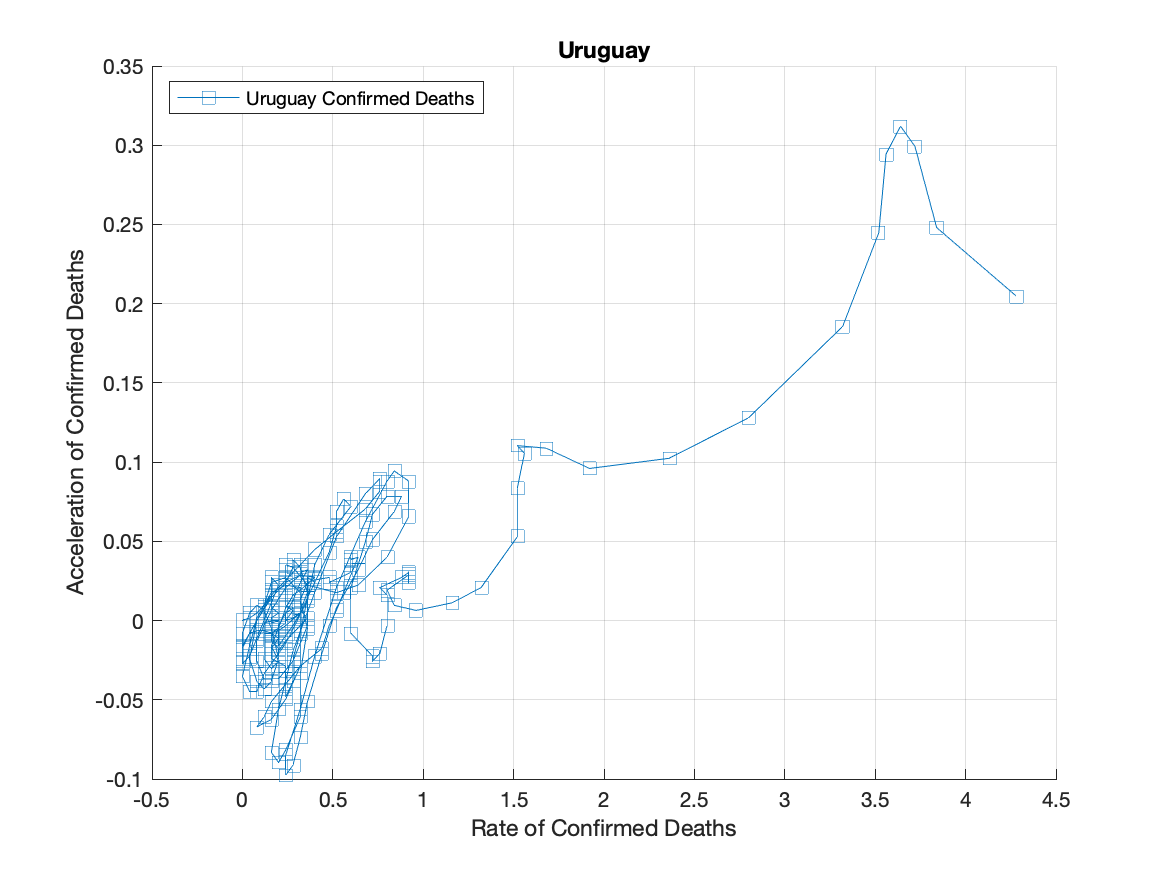 Uruguay
0.35
Uruguay Confirmed Deaths
0.3
0.25
0.2
0.15
0.1
0.05
0
-0.05
-0.1
Acceleration of Confirmed Deaths
-0.5 0 0.5 1 1.5 2 2.5 3 3.5 4 4.5
Rate of Confirmed Deaths